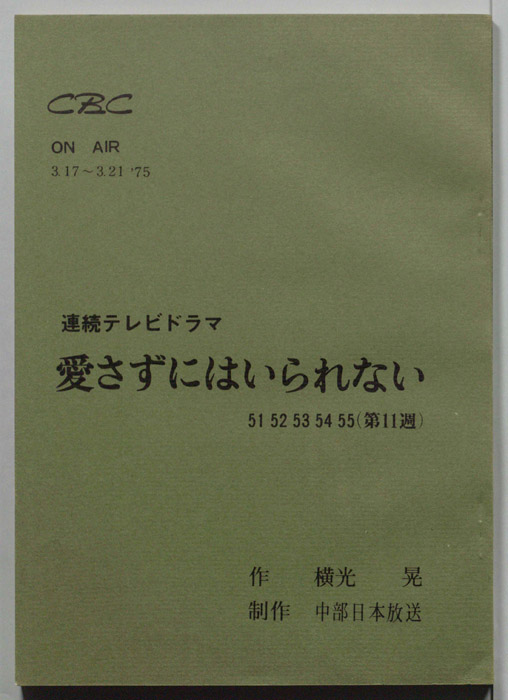 CBC
ON AIR
3.17～3.21 '75
連続テレビドラマ
愛さずにはいられない
51 52 53 54 55(第11週)
作 横光 晃
制作 中部日本放送